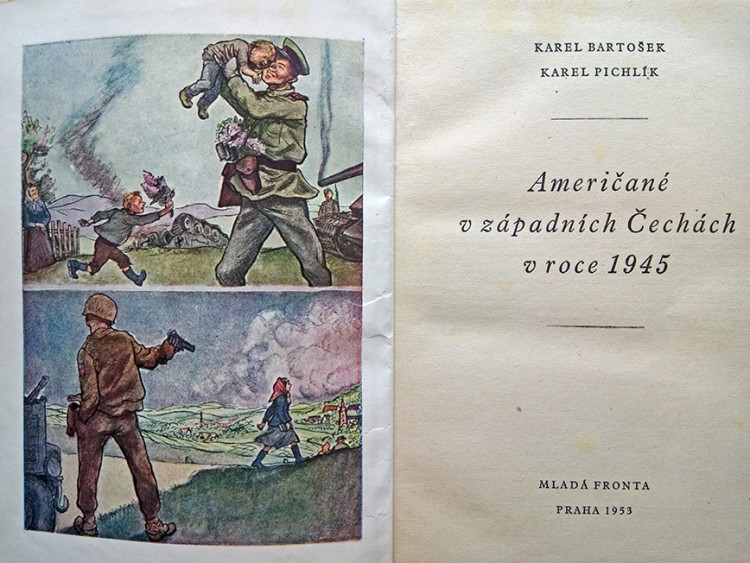 KAREL BARTOŠEK
KAREL PICHLÍK
Američané
v západních Čechách
v roce 1945
MLADÁ FRONTA
PRAHA 1953